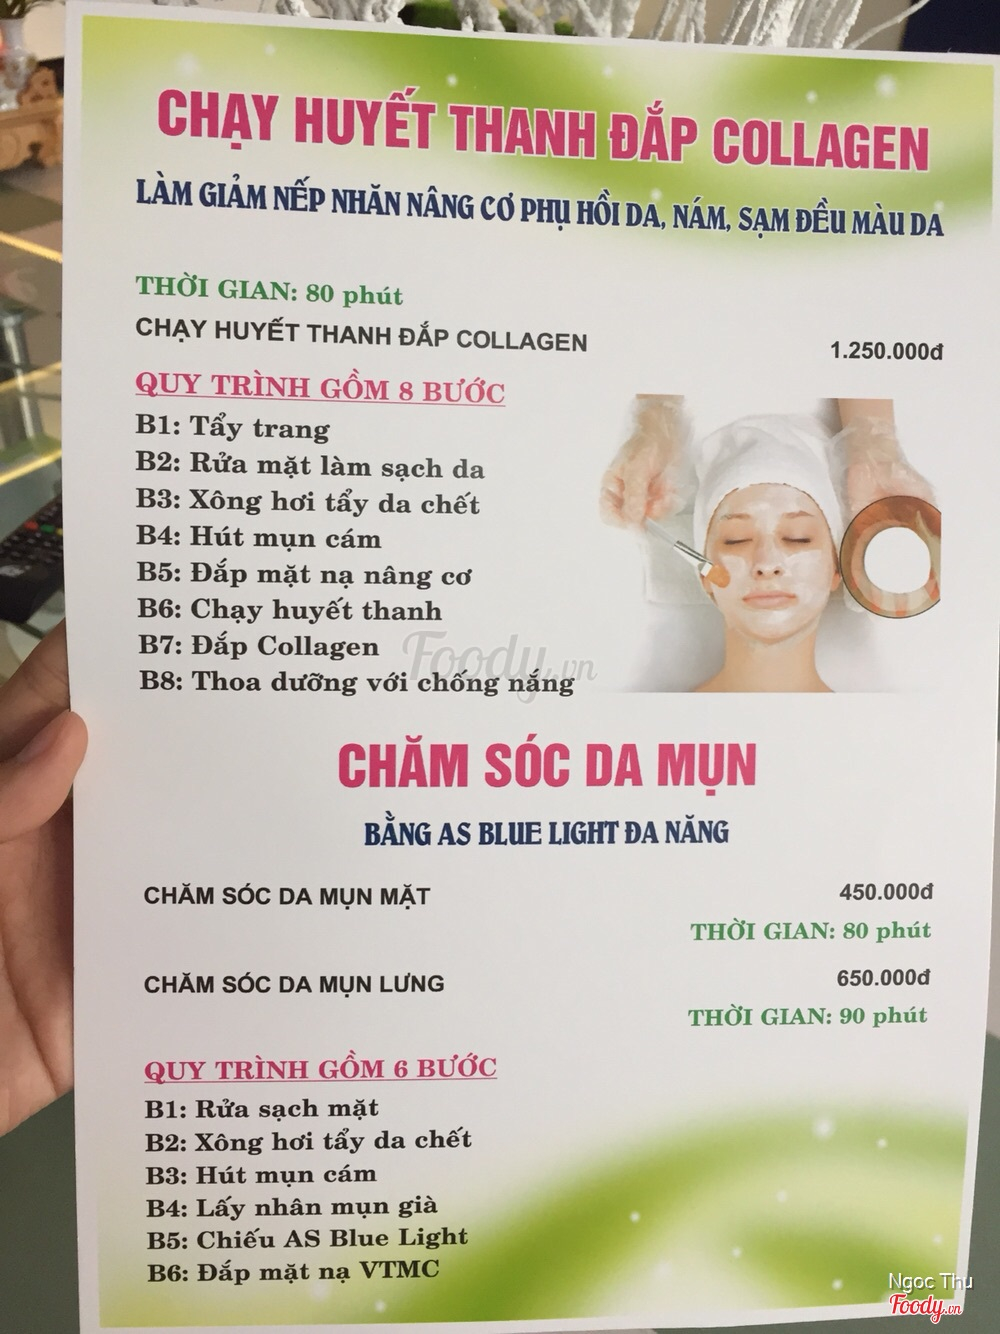 CHẠY HUYẾT THANH ĐẮP COLLAGEN
LÀM GIẢM NẾP NHĂN NÂNG CƠ PHỤ HỒI DA, NÁM, SẠM ĐỀU MÀU DA
THỜI GIAN: 80 phút
CHẠY HUYẾT THANH ĐẮP COLLAGEN 1.250.000đ
QUY TRÌNH GỒM 8 BƯỚC
B1: Tẩy trang
B2: Rửa mặt làm sạch da
B3: Xông hơi tẩy da chết
B4: Hút mụn cám
B5: Đắp mặt nạ nâng cơ
B6: Chạy huyết thanh
B7: Đắp Collagen
Foody.vn
B8: Thoa dưỡng với chống nắng
CHĂM SÓC DA MỤN
BẰNG AS BLUE LIGHT ĐA NĂNG
CHĂM SÓC DA MỤN MẶT 450.000đ
THỜI GIAN: 80 phút
CHĂM SÓC DA MỤN LƯNG 650.000đ
THỜI GIAN: 90 phút
QUY TRÌNH GỒM 6 BƯỚC
B1: Rửa sạch mặt
B2: Xông hơi tẩy da chết
B3: Hút mụn cám
B4: Lấy nhân mụn già
B5: Chiếu AS Blue Light
B6: Đắp mặt nạ VTMC
Ngoc Thu
Foody.vn